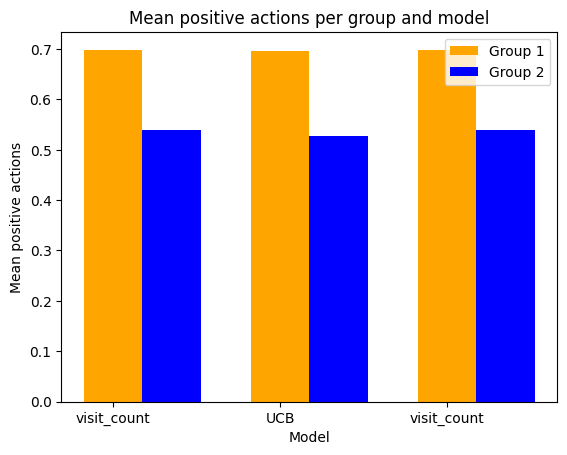 Mean positive actions per group and model
Group 1
Group 2
Mean positive actions
0.7
0.6
0.5
0.4
0.3
0.2
0.1
0.0
visit_count UCB visit_count
Model